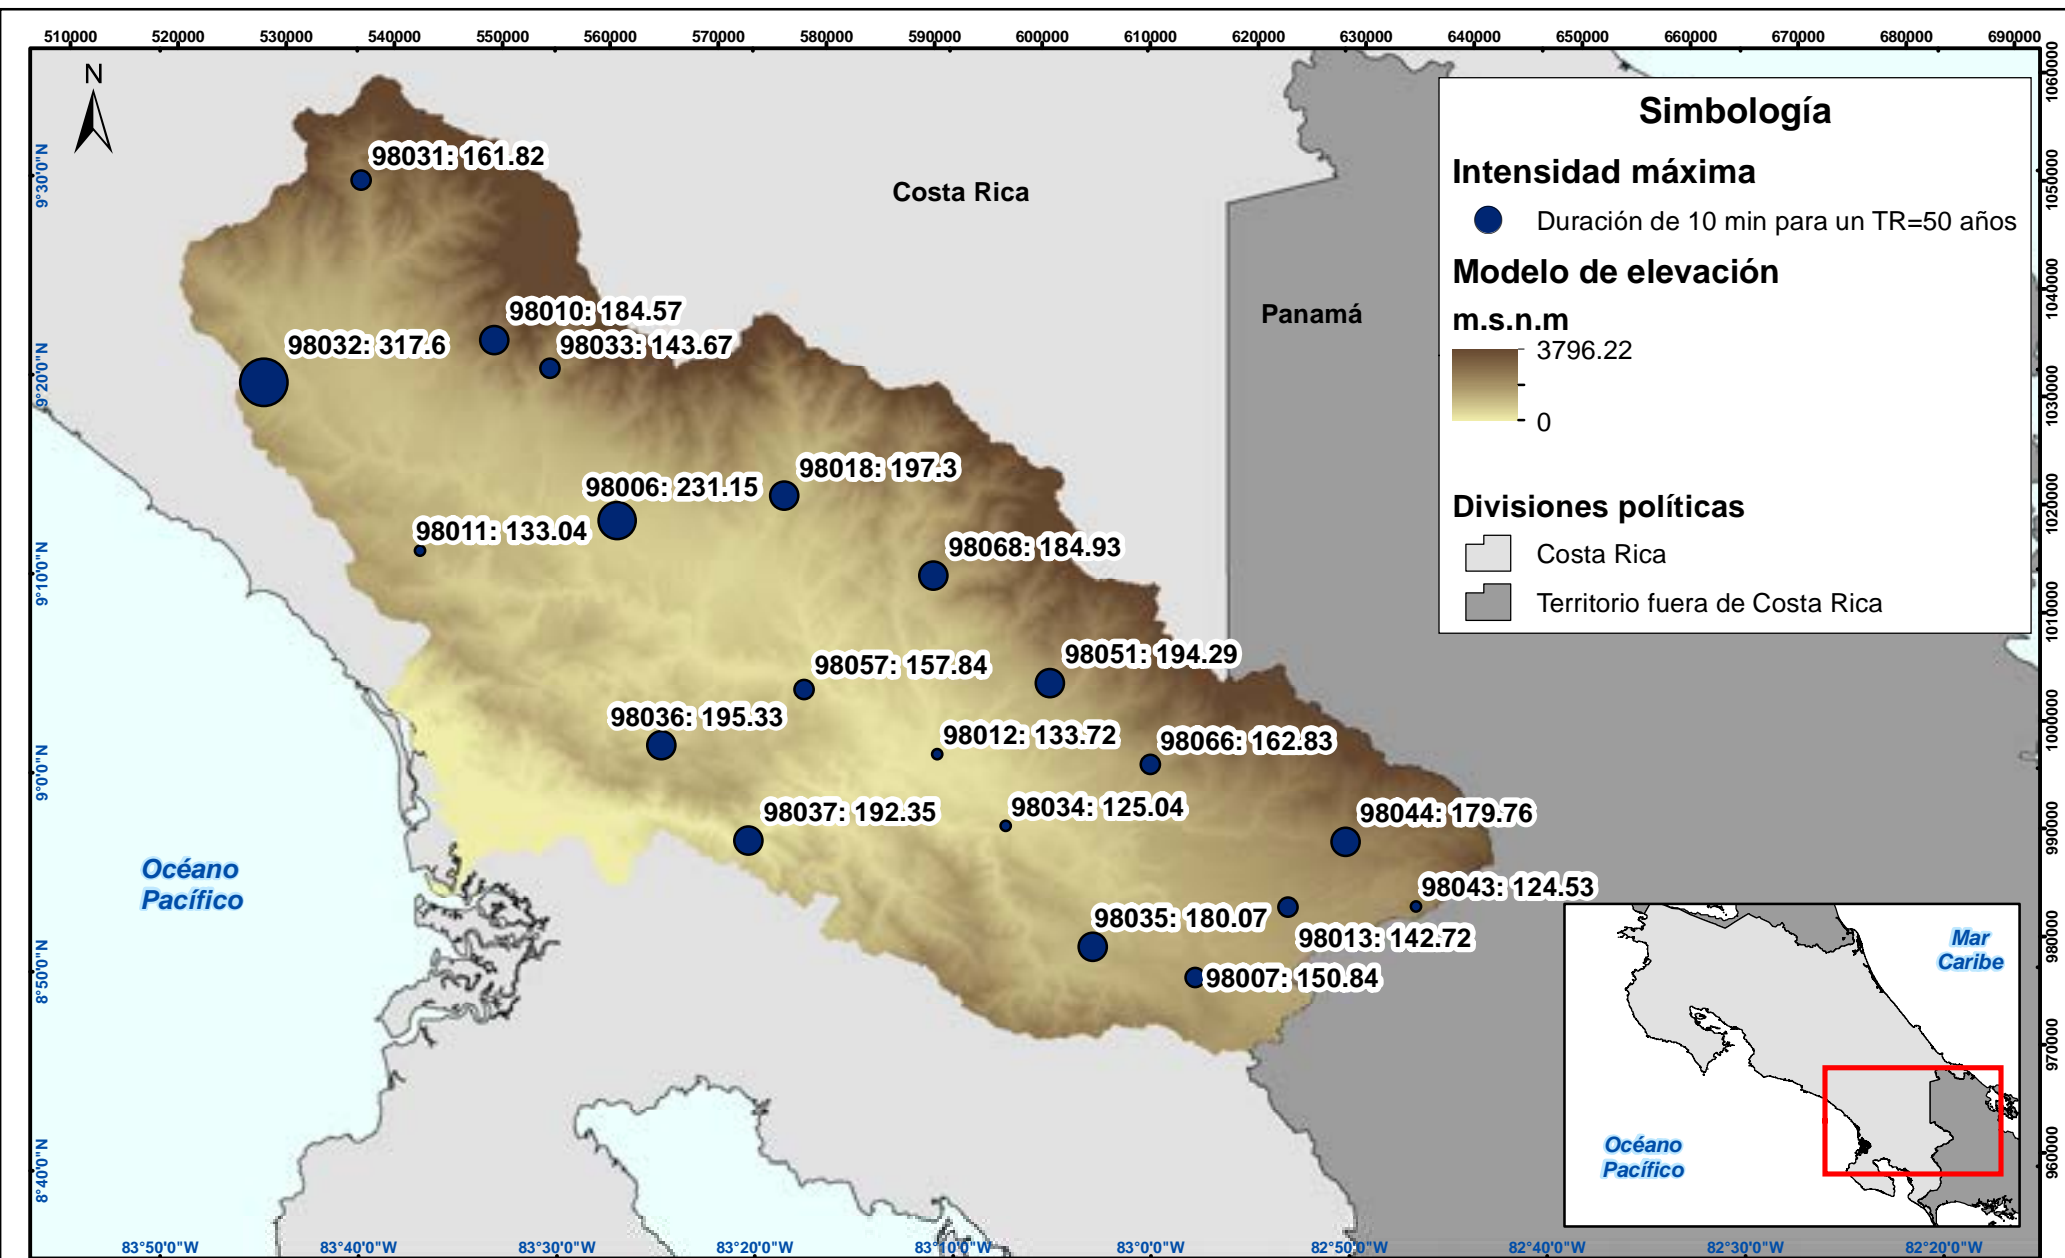 510000 520000 530000 540000 550000 560000 570000 580000 590000 600000 610000 620000 630000 640000 650000 660000 670000 680000 690000
N
Simbología
Intensidad máxima
Duración de 10 min para un TR=50 años
Modelo de elevación
m.s.n.m
3796.22
0
Divisiones políticas
Costa Rica
Territorio fuera de Costa Rica
Costa Rica
Panamá
98031: 161.82
98010: 184.57
98032: 317.6
98033: 143.67
98018: 197.3
98006: 231.15
98011: 133.04
98068: 184.93
98051: 194.29
98057: 157.84
98036: 195.33
98012: 133.72
98066: 162.83
98034: 125.04
98037: 192.35
98044: 179.76
98043: 124.53
98035: 180.07
98013: 142.72
98007: 150.84
Océano
Pacífico
Mar
Caribe
Océano
Pacífico
9°30'0"N
9°20'0"N
9°10'0"N
9°0'0"N
8°50'0"N
8°40'0"N
1060000
1050000
1040000
1030000
1020000
1010000
1000000
990000
980000
970000
960000
83°50'0"W 83°40'0"W 83°30'0"W 83°20'0"W 83°10'0"W 83°0'0"W 82°50'0"W 82°40'0"W 82°30'0"W 82°20'0"W